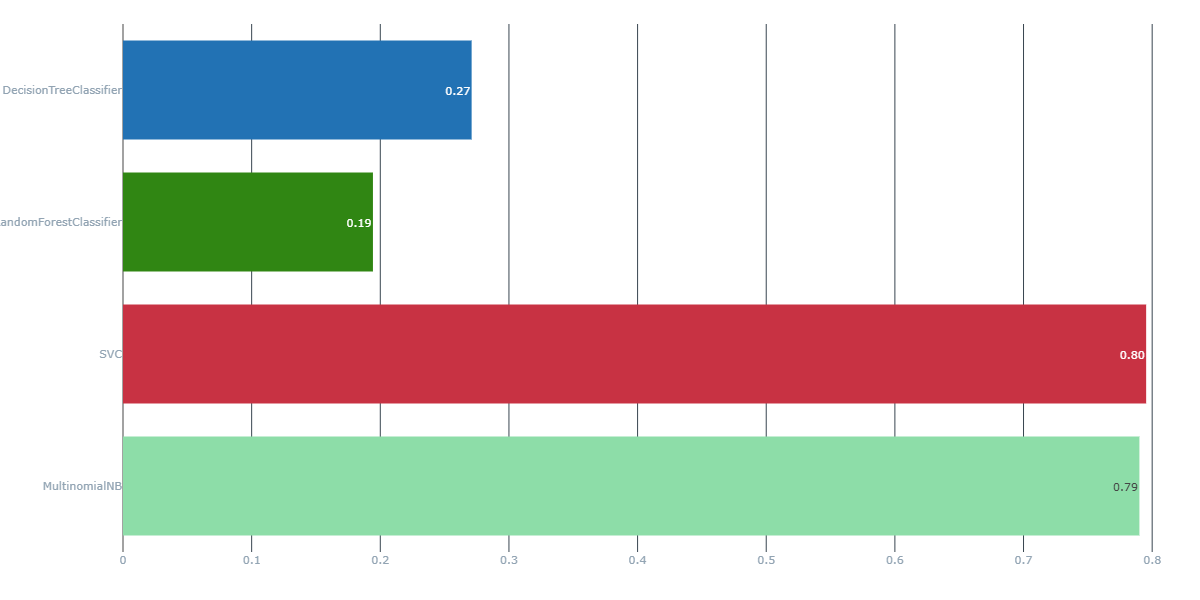 DecisionTreeClassifier
0.27
andomForestClassifier
0.19
SVC
0.80
MultinomialNB
0.79
0 0.1 0.2 0.3 0.4 0.5 0.6 0.7 0.8